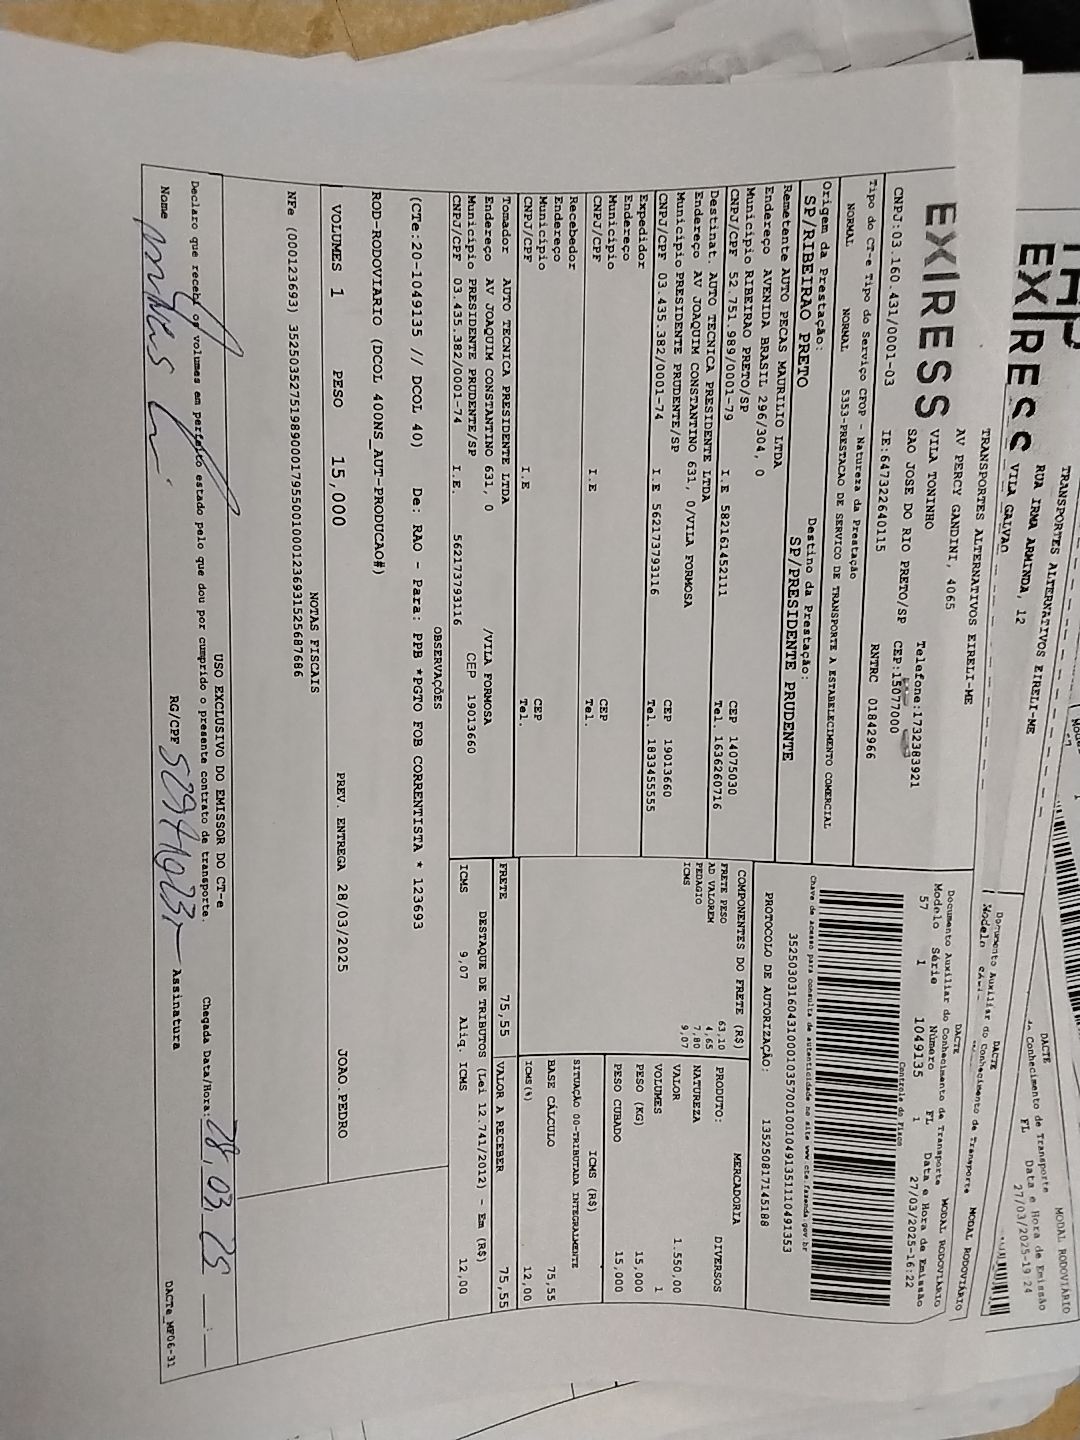 EXPRESS
TRANSPORTES ALTERNATIVOS EIRELI-ME
RUA IRMA ARMINDA, 12
VILA GALVAO
DACTE
MODAL RODOVIÁRIO
Data e Hora de Emissão
27/03/2025-19:24
EXPRESS
TRANSPORTES ALTERNATIVOS EIRELI-ME
AV PERCY GANDINI, 4065
VILA TONINHO
SAO JOSE DO RIO PRETO/SP CEP:15077000
Telefone:1732383921
CNPJ:03.160.431/0001-03 IE:647322640115 RNTRC 01842966
DACTE
Documento Auxiliar do Conhecimento de Transporte MODAL RODOVIÁRIO
Modelo Série Número FL Data e Hora de Emissão
57 1 1049135 1 27/03/2025-16:22
Controle do Fisco
Tipo do CT-e Tipo do Serviço CFOP - Natureza da Prestação
NORMAL NORMAL 5353-PRESTACAO DE SERVICO DE TRANSPORTE A ESTABELECIMENTO COMERCIAL
Chave de acesso para consulta de autenticidade no site www.cte.fazenda.gov.br
35250303160431000103570010010491351110491353
Origem da Prestação: Destino da Prestação:
SP/RIBEIRAO PRETO SP/PRESIDENTE PRUDENTE
PROTOCOLO DE AUTORIZAÇÃO: 135250817145188
Remetente AUTO PECAS MAURILIO LTDA
Endereço AVENIDA BRASIL 296/304, 0
Município RIBEIRAO PRETO/SP CEP 14075030
CNPJ/CPF 52.751.989/0001-79 I.E 582161452111 Tel. 1636260716
Destinat. AUTO TECNICA PRESIDENTE LTDA
Endereço AV JOAQUIM CONSTANTINO 631, 0/VILA FORMOSA
Município PRESIDENTE PRUDENTE/SP CEP 19013660
CNPJ/CPF 03.435.382/0001-74 I.E 562173793116 Tel. 1833455555
Expedidor
Endereço
Município CEP
CNPJ/CPF I.E Tel.
Recebedor
Endereço
Município CEP
CNPJ/CPF I.E Tel.
Tomador AUTO TECNICA PRESIDENTE LTDA
Endereço AV JOAQUIM CONSTANTINO 631, 0 /VILA FORMOSA
Município PRESIDENTE PRUDENTE/SP CEP 19013660
CNPJ/CPF 03.435.382/0001-74 I.E. 562173793116
COMPONENTES DO FRETE (R$)
FRETE PESO 63,10
AD VALOREM 4,65
PEDAGIO 7,80
ICMS 9,07
MERCADORIA
PRODUTO: DIVERSOS
NATUREZA
VALOR 1.550,00
VOLUMES 1
PESO (KG) 15,000
PESO CUBADO 15,000
ICMS (R$)
SITUAÇÃO 00-TRIBUTADA INTEGRALMENTE
BASE CÁLCULO 75,55
ICMS(%) 12,00
FRETE 75,55 VALOR A RECEBER 75,55
DESTAQUE DE TRIBUTOS (Lei 12.741/2012) - Em (R$)
ICMS 9,07 Aliq. ICMS 12,00
OBSERVAÇÕES
(CTe:20-1049135 // DCOL 40) De: RAO - Para: PPB *PGTO FOB CORRENTISTA * 123693
ROD-RODOVIARIO (DCOL 400NS_AUT-PRODUCAO#)
VOLUMES 1 PESO 15,000 PREV. ENTREGA 28/03/2025 JOAO.PEDRO
NOTAS FISCAIS
NFe (000123693) 35250352751989000179550010001236931525687686
USO EXCLUSIVO DO EMISSOR DO CT-e
Declaro que recebi os volumes em perfeito estado pelo que dou por cumprido o presente contrato de transporte.
Chegada Data/Hora: 28,03,25 __:__
Nome RG/CPF Assinatura
DACTe_MF06-31